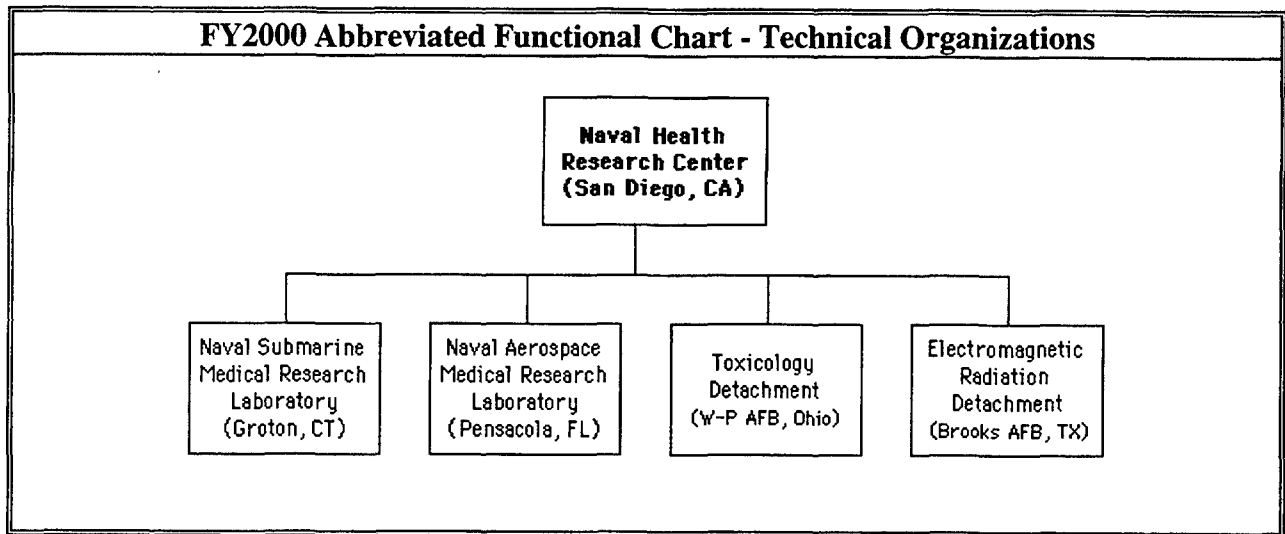 FY2000 Abbreviated Functional Chart - Technical Organizations
Naval Health
Research Center
(San Diego, CA)
Naval Submarine
Medical Research
Laboratory
(Groton, CT)
Naval Aerospace
Medical Research
Laboratory
(Pensacola, FL)
Toxicology
Detachment
(W-P AFB, Ohio)
Electromagnetic
Radiation
Detachment
(Brooks AFB, TX)